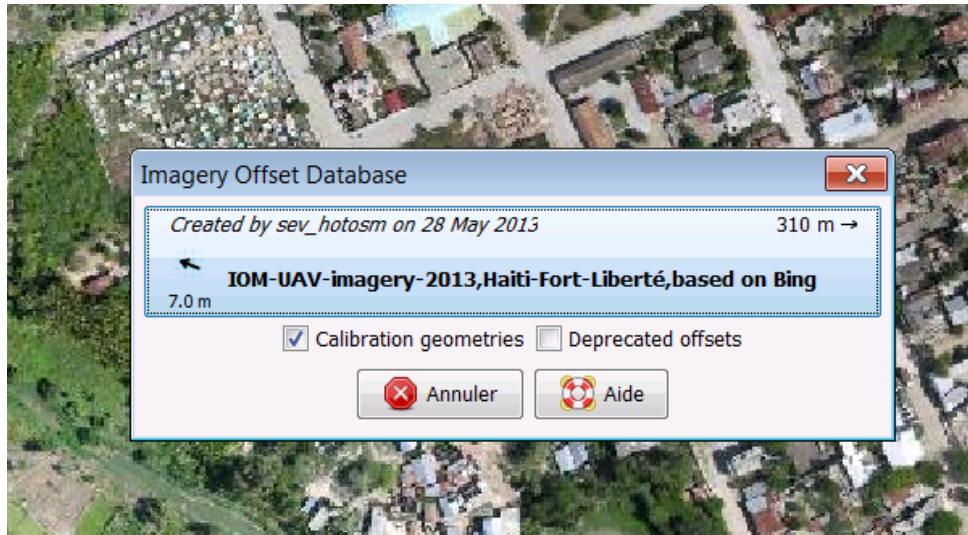 Imagery Offset Database
Created by sev_hotosm on 28 May 2013 310 m →
IOM-UAV-imagery-2013,Haiti-Fort-Liberté,based on Bing
7.0 m
Calibration geometries Deprecated offsets
Annuler Aide